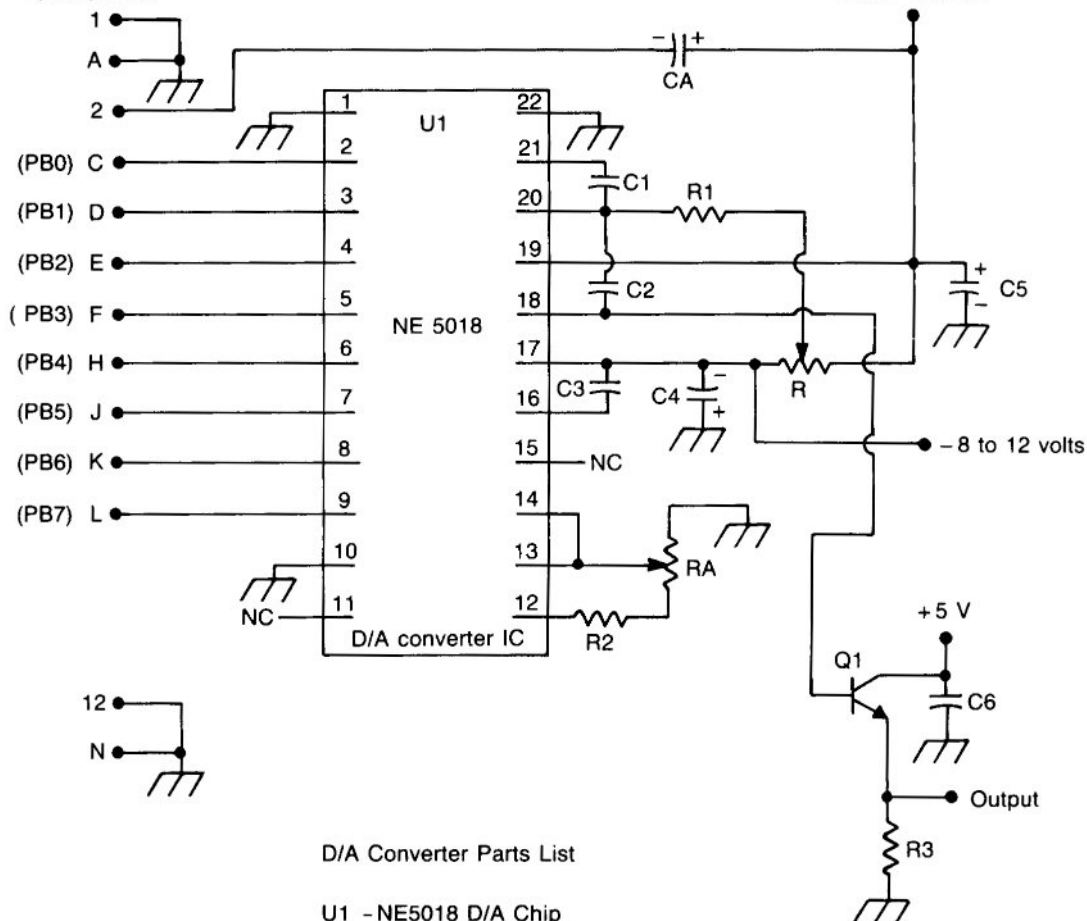 1
A
2
CA
(PB0) C
(PB1) D
(PB2) E
( PB3) F
(PB4) H
(PB5) J
(PB6) K
(PB7) L
12
N
U1
NE 5018
D/A converter IC
1
2
3
4
5
6
7
8
9
10
NC 11
22
21
20
19
18
17
16
15 NC
14
13
12
C1
R1
C2
C3
C4
R
C5
– 8 to 12 volts
RA
R2
+ 5 V
Q1
C6
Output
R3
D/A Converter Parts List
U1 – NE5018 D/A Chip